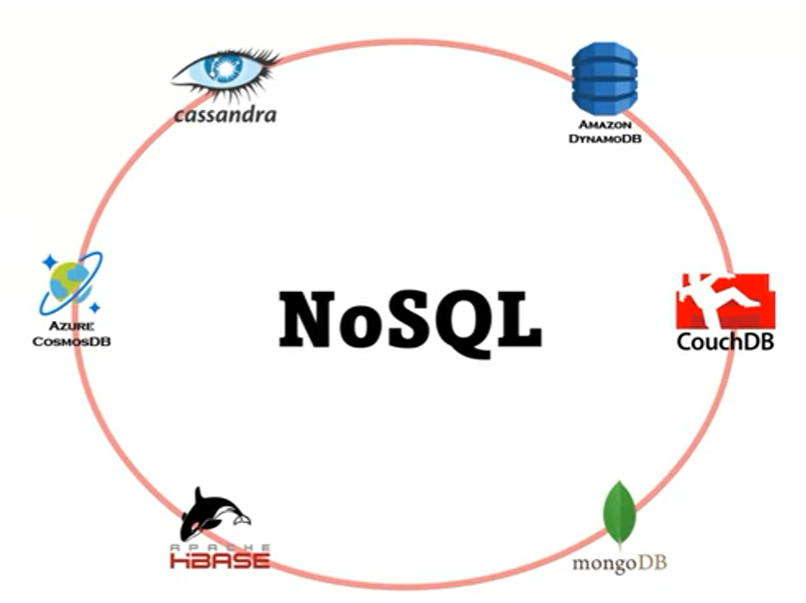 cassandra
AMAZON
DYNAMODB
AZURE
COSMOSDB
NoSQL
CouchDB
APACHE
HBASE
mongoDB